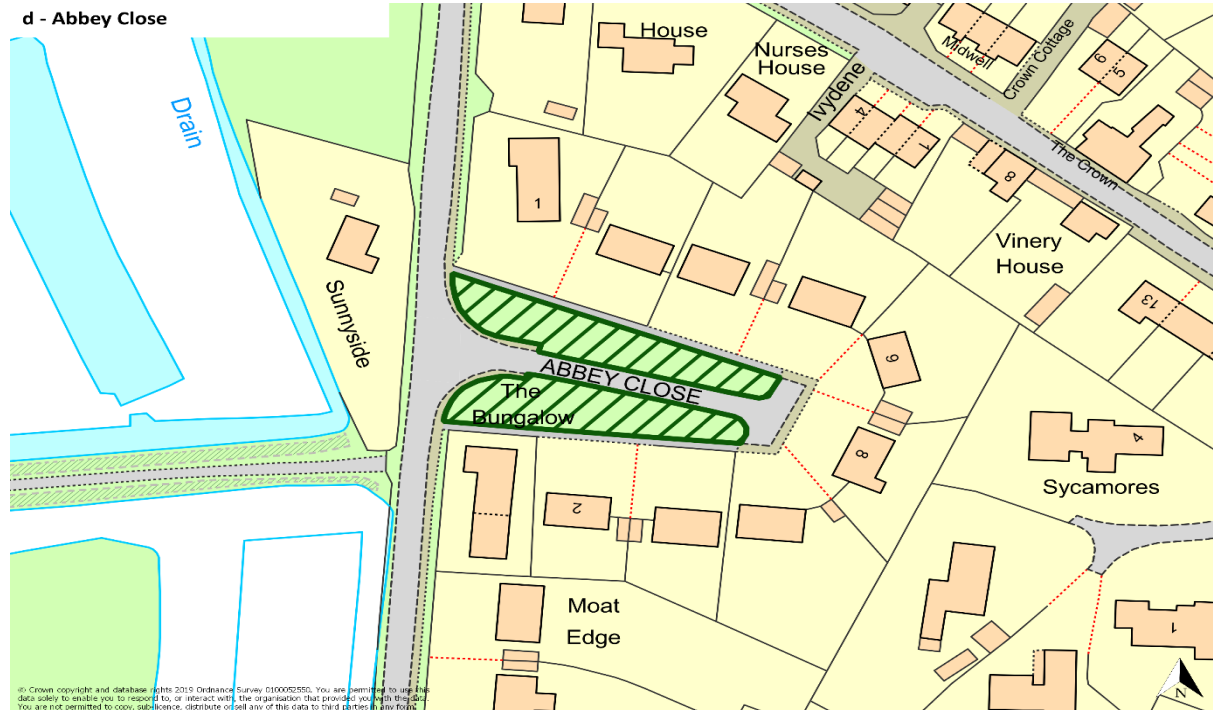 d - Abbey Close
House
Nurses
House
Ivydene
Midwell
Crown Cottage
6
5
4
1
The Crown
8
Drain
1
Vinery
House
13
Sunnyside
ABBEY CLOSE
The
Bungalow
9
8
4
Sycamores
2
Moat
Edge
1
© Crown copyright and database rights 2019 Ordnance Survey 0100052550. You are permitted to use this
data solely to enable you to respond to, or interact with, the organisation that provided you with the data.
You are not permitted to copy, sub-licence, distribute or sell any of this data to third parties in any form.
N